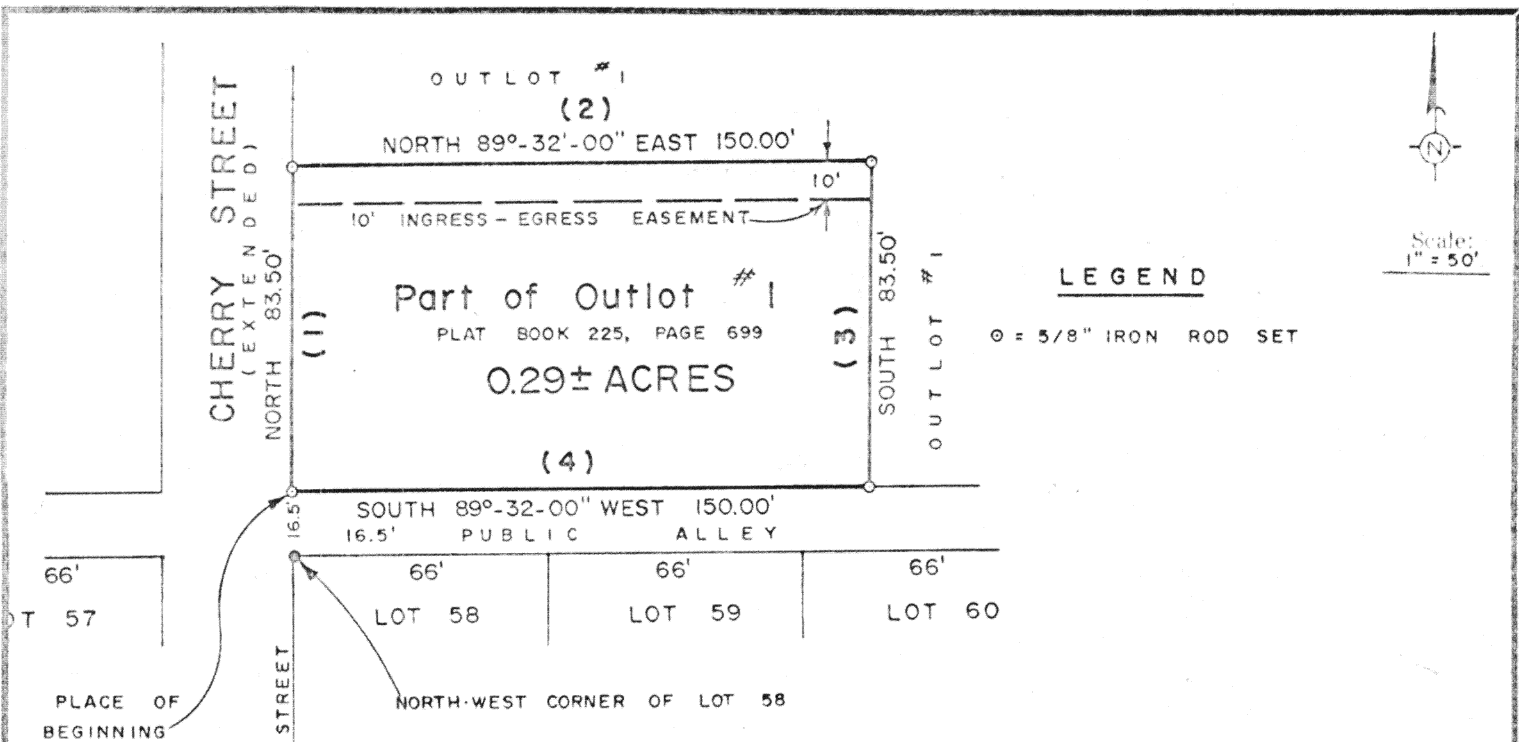 OUTLOT #1
(2)
NORTH 89°-32'-00" EAST 150.00'
10'
10' INGRESS - EGRESS EASEMENT
CHERRY STREET
(EXTENDED)
NORTH 83.50'
(1)
Part of Outlot #1
PLAT BOOK 225, PAGE 699
0.29± ACRES
(3)
SOUTH 83.50'
OUTLOT #1
(4)
SOUTH 89°-32-00" WEST 150.00'
16.5'
16.5' PUBLIC ALLEY
66'
66'
66'
66'
OT 57
LOT 58
LOT 59
LOT 60
PLACE OF
BEGINNING
STREET
NORTH-WEST CORNER OF LOT 58
N
Scale:
1" = 50'
LEGEND
⊙ = 5/8" IRON ROD SET